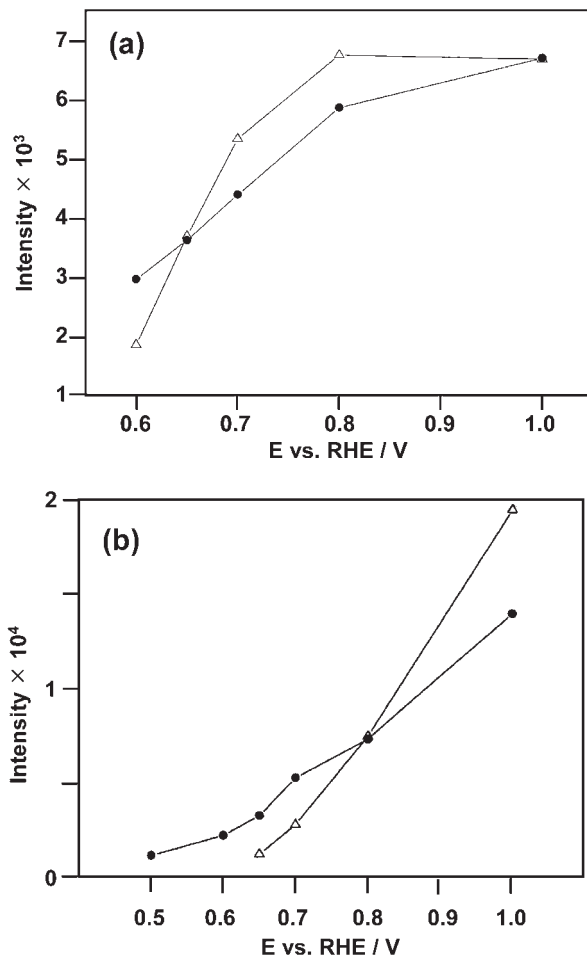 (a)
7
6
5
4
3
2
1
Intensity × 10³
0.6 0.7 0.8 0.9 1.0
E vs. RHE / V
(b)
2
1
0
Intensity × 10⁴
0.5 0.6 0.7 0.8 0.9 1.0
E vs. RHE / V